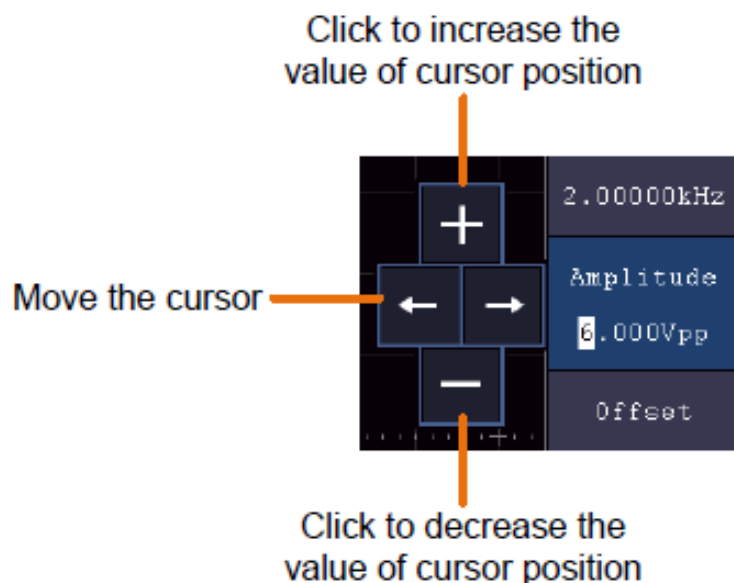 Click to increase the
value of cursor position
2.00000kHz
Move the cursor
Amplitude
6.000Vpp
Offset
Click to decrease the
value of cursor position